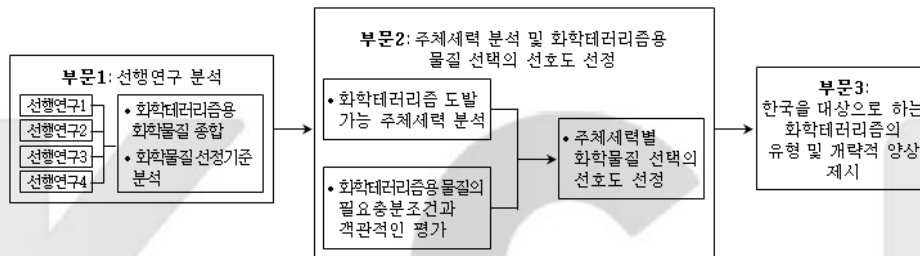 부문1: 선행연구 분석
선행연구1
선행연구2
선행연구3
선행연구4
• 화학테러리즘용
화학물질 종합
• 화학물질 선정기준
분석
부문2: 주체세력 분석 및 화학테러리즘용
물질 선택의 선호도 선정
• 화학테러리즘 도발
가능 주체세력 분석
• 화학테러리즘용 물질의
필요충분조건과
객관적인 평가
• 주체세력별
화학물질 선택의
선호도 선정
부문3:
한국을 대상으로 하는
화학테러리즘의
유형 및 개략적 양상
제시